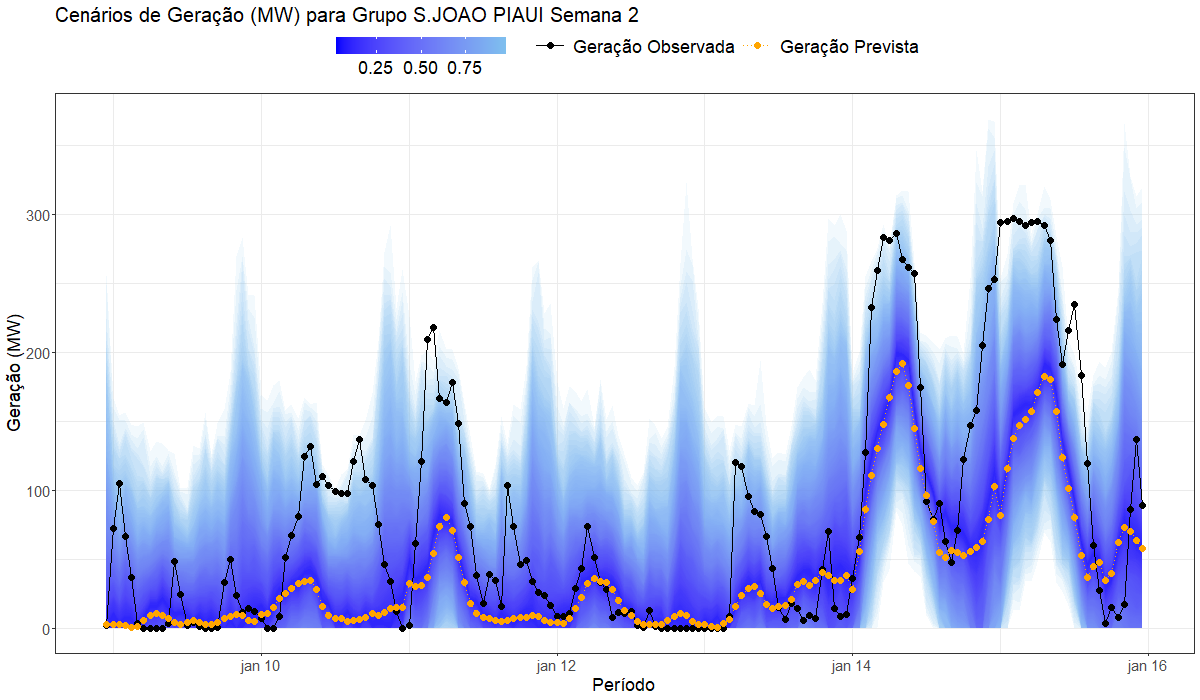 Cenários de Geração (MW) para Grupo S.JOAO PIAUI Semana 2
0.25 0.50 0.75 Geração Observada Geração Prevista
Geração (MW)
300
200
100
0
jan 10 jan 12 jan 14 jan 16
Período